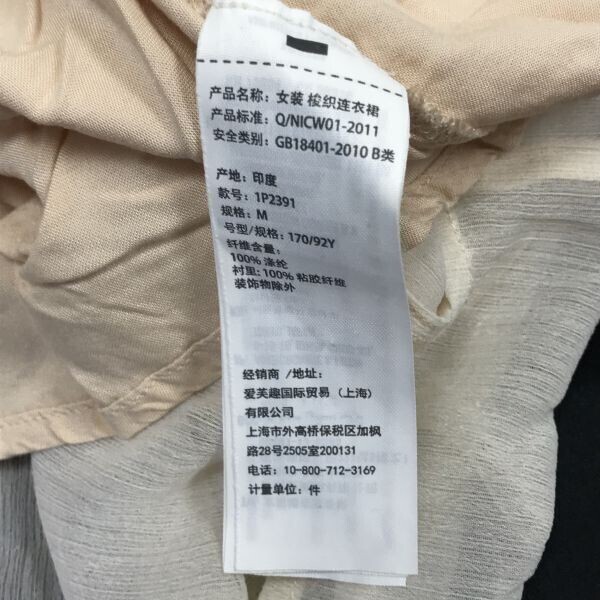 产品名称: 女装 梭织连衣裙
产品标准: Q/NICW01-2011
安全类别: GB18401-2010 B类
产地: 印度
款号: 1P2391
规格: M
号型/规格: 170/92Y
纤维含量:
100% 涤纶
衬里: 100% 粘胶纤维
装饰物除外
经销商 /地址:
爱芙趣国际贸易 (上海)
有限公司
上海市外高桥保税区加枫
路28号2505室200131
电话: 10-800-712-3169
计量单位: 件